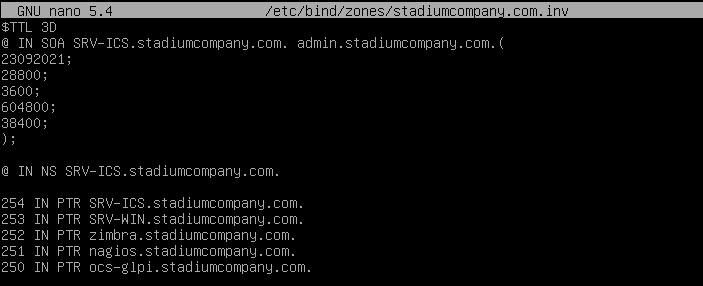 GNU nano 5.4 /etc/bind/zones/stadiumcompany.com.inv
$TTL 3D
@ IN SOA SRV-ICS.stadiumcompany.com. admin.stadiumcompany.com.(
23092021;
28800;
3600;
604800;
38400;
);
@ IN NS SRV-ICS.stadiumcompany.com.
254 IN PTR SRV-ICS.stadiumcompany.com.
253 IN PTR SRV-WIN.stadiumcompany.com.
252 IN PTR zimbra.stadiumcompany.com.
251 IN PTR nagios.stadiumcompany.com.
250 IN PTR ocs-glpi.stadiumcompany.com.